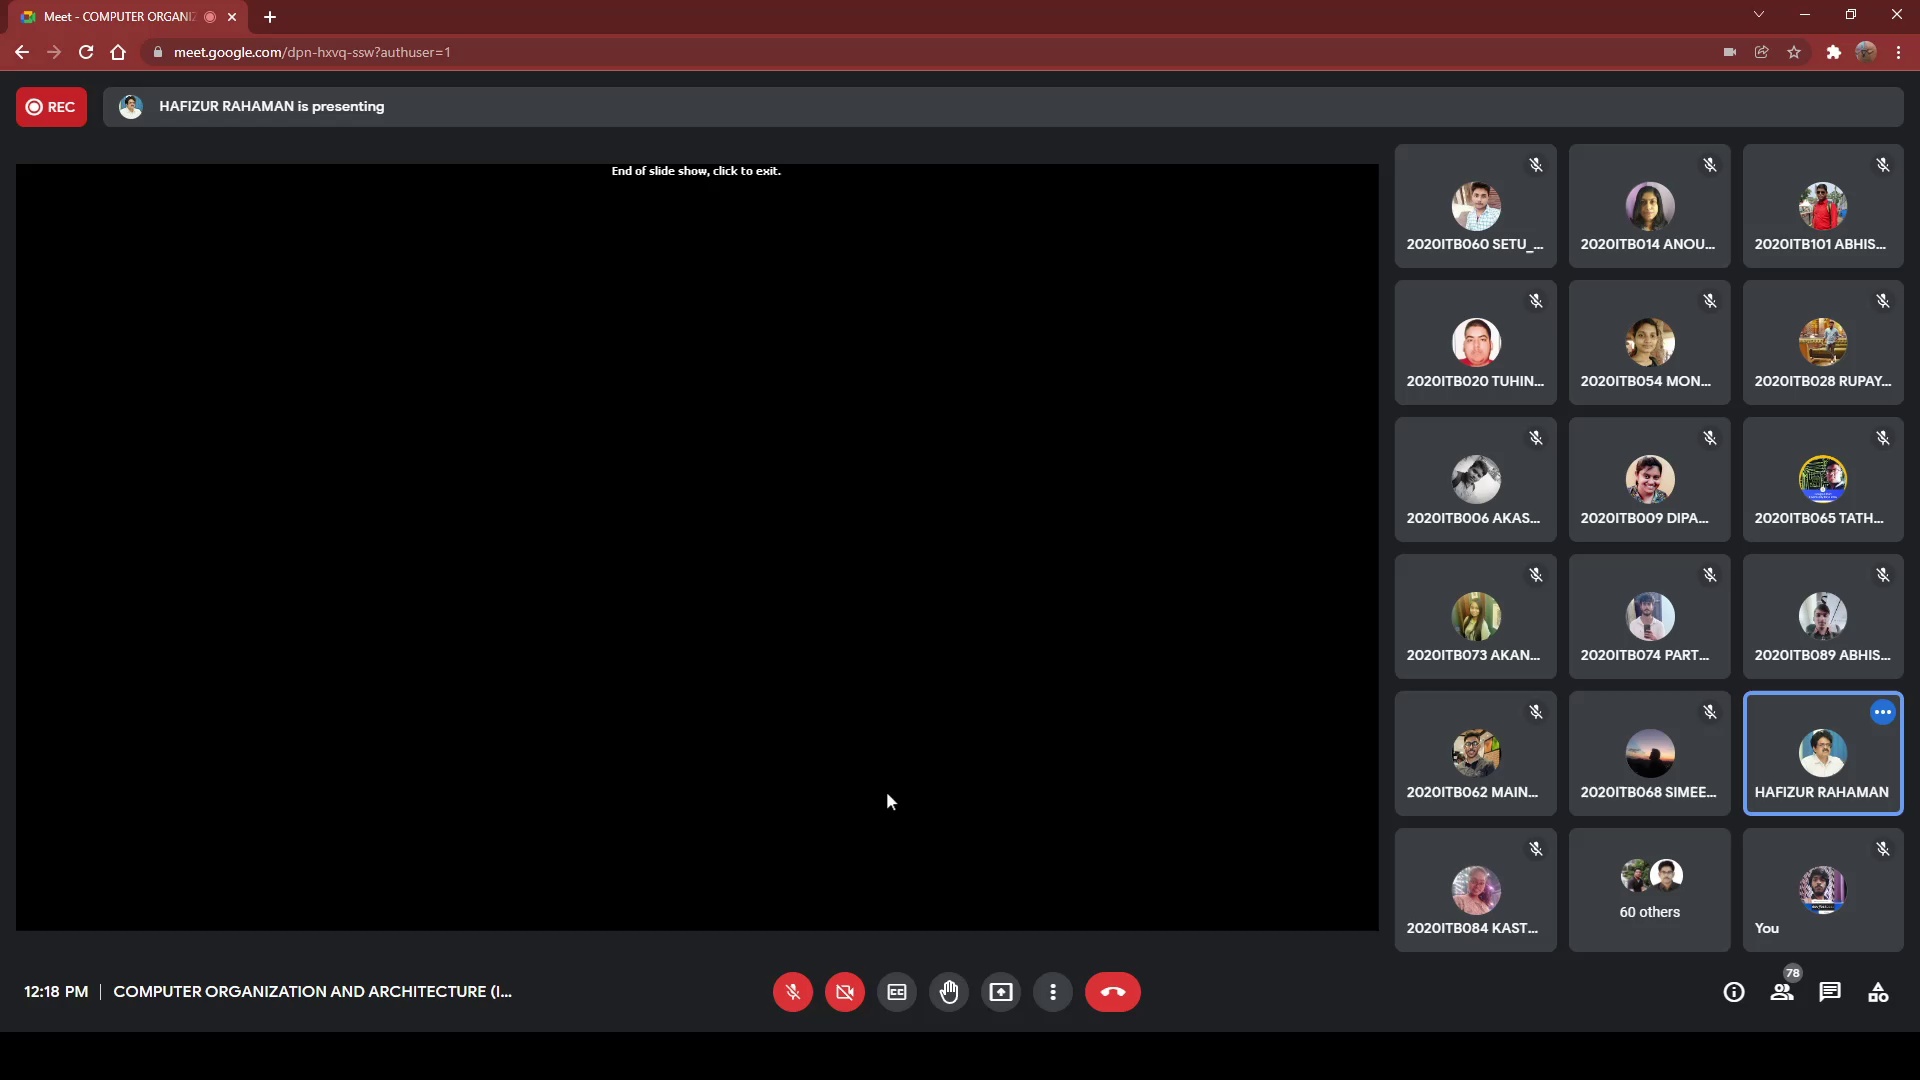 Meet - COMPUTER ORGANI
meet.google.com/dpn-hxvq-ssw?authuser=1
REC
HAFIZUR RAHAMAN is presenting
End of slide show, click to exit.
2020ITB060 SETU_...
2020ITB014 ANOU...
2020ITB101 ABHIS...
2020ITB020 TUHIN...
2020ITB054 MON...
2020ITB028 RUPAY...
2020ITB006 AKAS...
2020ITB009 DIPA...
2020ITB065 TATH...
2020ITB073 AKAN...
2020ITB074 PART...
2020ITB089 ABHIS...
2020ITB062 MAIN...
2020ITB068 SIMEE...
HAFIZUR RAHAMAN
2020ITB084 KAST...
60 others
You
12:18 PM | COMPUTER ORGANIZATION AND ARCHITECTURE (I...
78